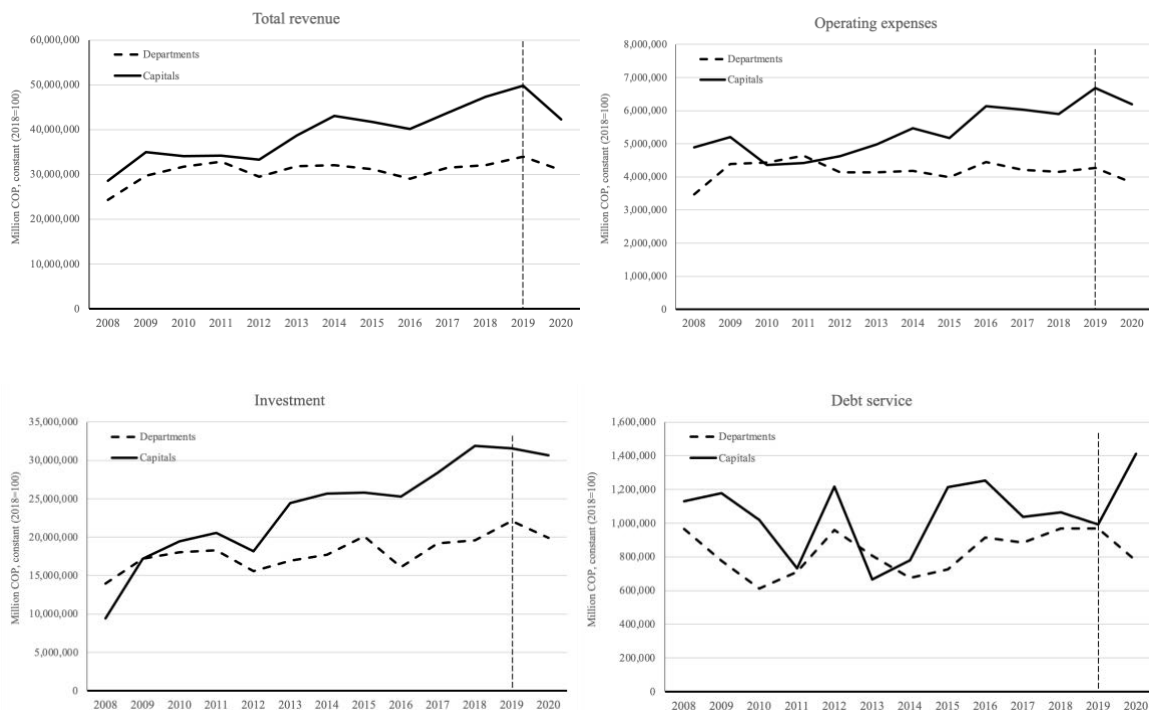 Total revenue
Million COP, constant (2018=100)
60,000,000
50,000,000
40,000,000
30,000,000
20,000,000
10,000,000
0
Departments
Capitals
2008 2009 2010 2011 2012 2013 2014 2015 2016 2017 2018 2019 2020
Operating expenses
Million COP, constant (2018=100)
8,000,000
7,000,000
6,000,000
5,000,000
4,000,000
3,000,000
2,000,000
1,000,000
0
Departments
Capitals
2008 2009 2010 2011 2012 2013 2014 2015 2016 2017 2018 2019 2020
Investment
Million COP, constant (2018=100)
35,000,000
30,000,000
25,000,000
20,000,000
15,000,000
10,000,000
5,000,000
0
Departments
Capitals
2008 2009 2010 2011 2012 2013 2014 2015 2016 2017 2018 2019 2020
Debt service
Million COP, constant (2018=100)
1,600,000
1,400,000
1,200,000
1,000,000
800,000
600,000
400,000
200,000
0
Departments
Capitals
2008 2009 2010 2011 2012 2013 2014 2015 2016 2017 2018 2019 2020